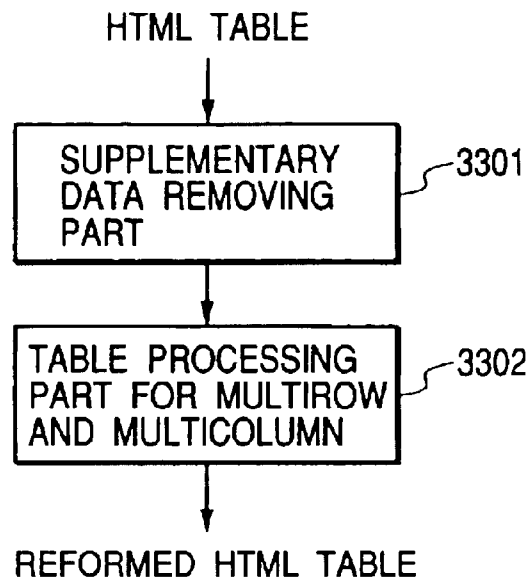 HTML TABLE
SUPPLEMENTARY
DATA REMOVING
PART
3301
TABLE PROCESSING
PART FOR MULTIROW
AND MULTICOLUMN
3302
REFORMED HTML TABLE